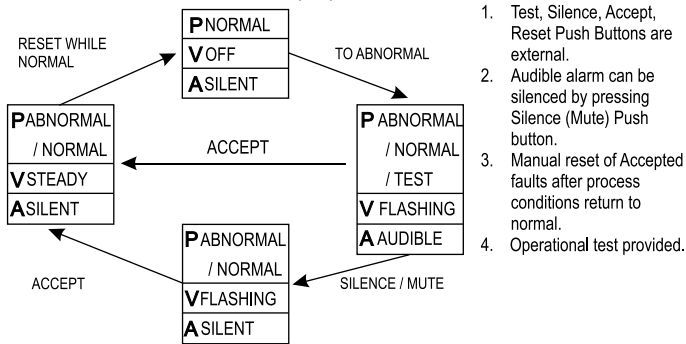 P NORMAL
V OFF
A SILENT
RESET WHILE
NORMAL
TO ABNORMAL
P ABNORMAL
/ NORMAL
V STEADY
A SILENT
ACCEPT
P ABNORMAL
/ NORMAL
/ TEST
V FLASHING
A AUDIBLE
P ABNORMAL
/ NORMAL
V FLASHING
A SILENT
ACCEPT
SILENCE / MUTE
1. Test, Silence, Accept,
Reset Push Buttons are
external.
2. Audible alarm can be
silenced by pressing
Silence (Mute) Push
button.
3. Manual reset of Accepted
faults after process
conditions return to
normal.
4. Operational test provided.